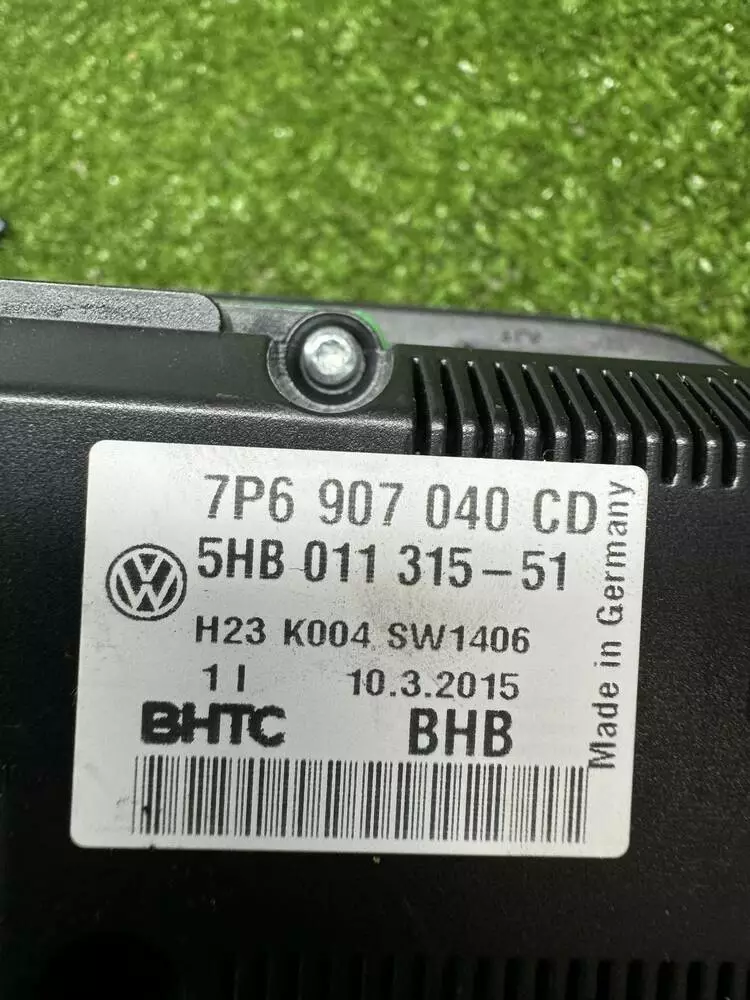 7P6 907 040 CD
5HB 011 315-51
H23 K004 SW1406
1I 10.3.2015
BHTC BHB
Made in Germany